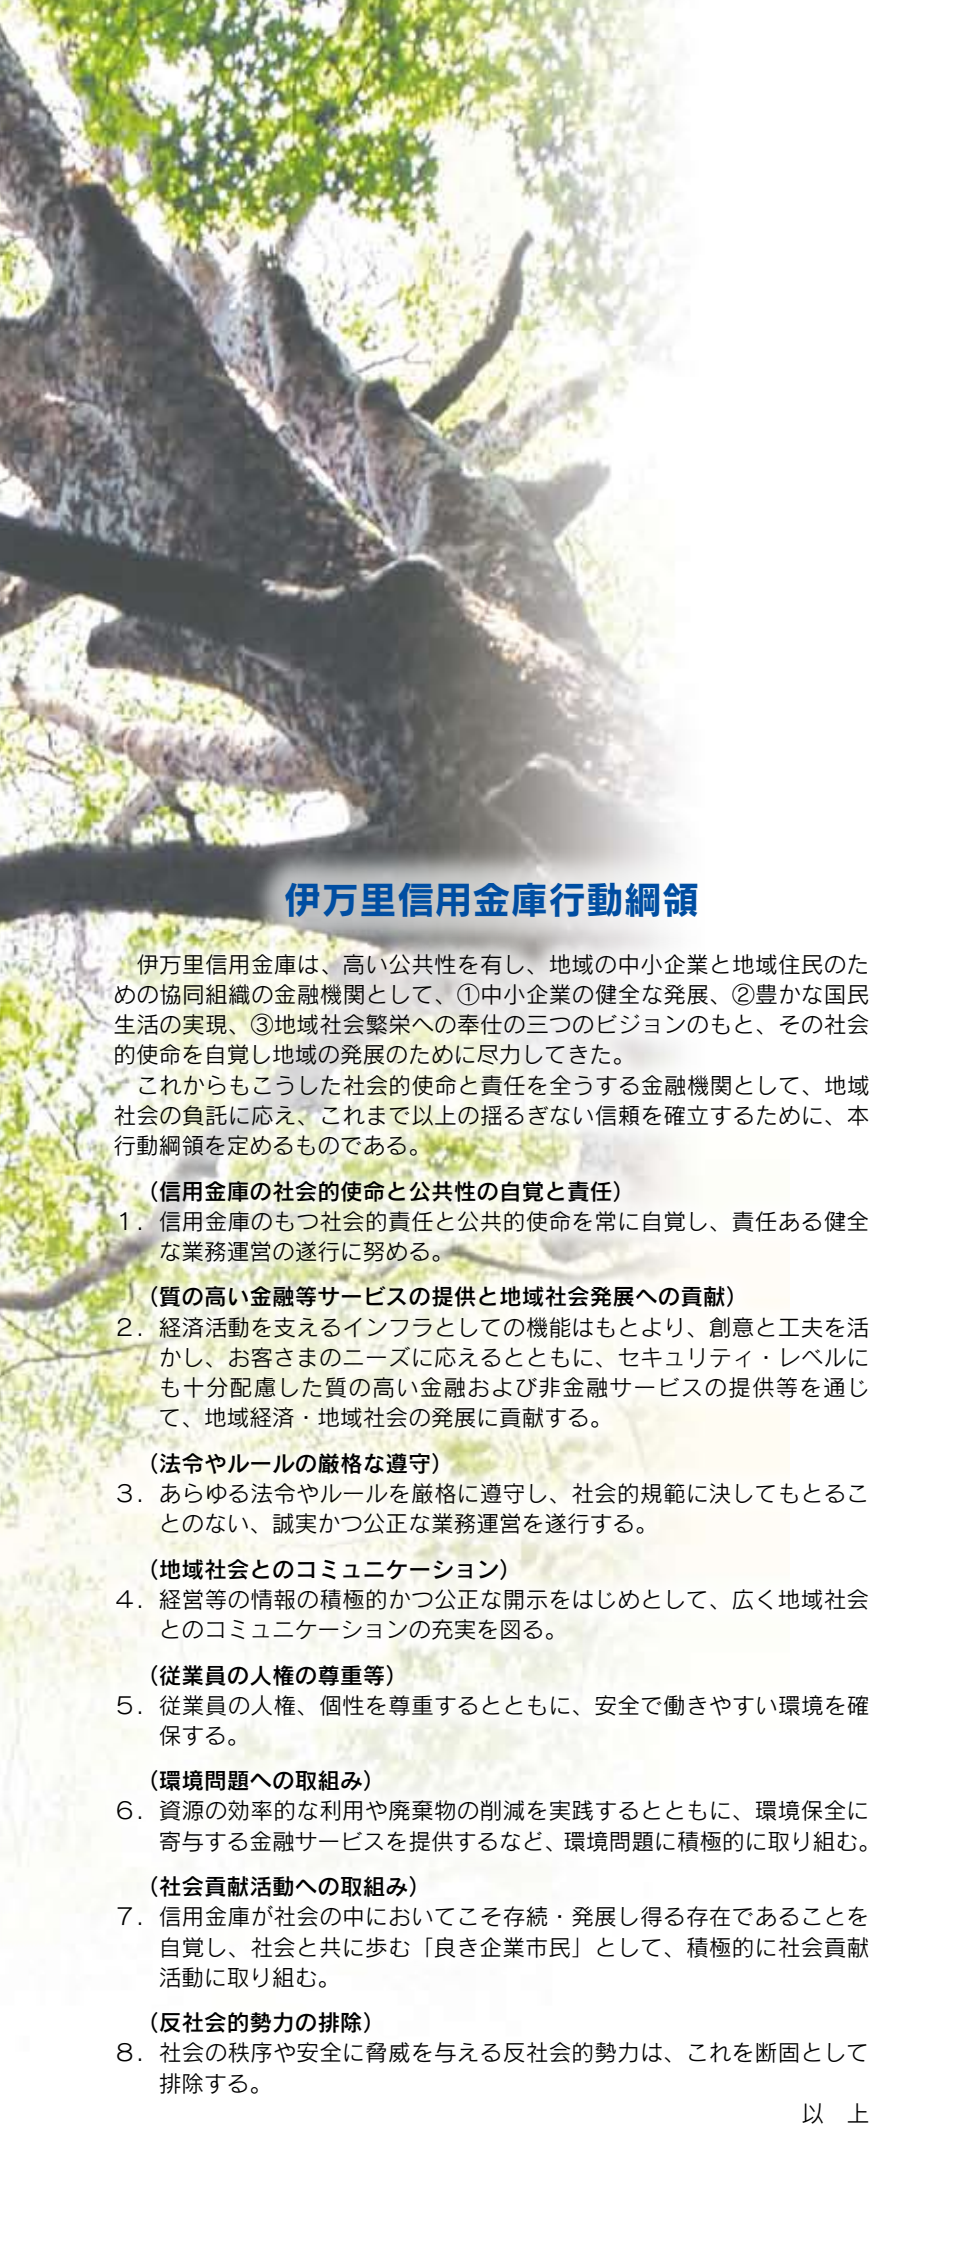 伊万里信用金庫行動綱領
　伊万里信用金庫は、高い公共性を有し、地域の中小企業と地域住民のた
めの協同組織の金融機関として、①中小企業の健全な発展、②豊かな国民
生活の実現、③地域社会繁栄への奉仕の三つのビジョンのもと、その社会
的使命を自覚し地域の発展のために尽力してきた。
　これからもこうした社会的使命と責任を全うする金融機関として、地域
社会の負託に応え、これまで以上の揺るぎない信頼を確立するために、本
行動綱領を定めるものである。
（信用金庫の社会的使命と公共性の自覚と責任）
１．信用金庫のもつ社会的責任と公共的使命を常に自覚し、責任ある健全
な業務運営の遂行に努める。
（質の高い金融等サービスの提供と地域社会発展への貢献）
２．経済活動を支えるインフラとしての機能はもとより、創意と工夫を活
かし、お客さまのニーズに応えるとともに、セキュリティ・レベルに
も十分配慮した質の高い金融および非金融サービスの提供等を通じ
て、地域経済・地域社会の発展に貢献する。
（法令やルールの厳格な遵守）
３．あらゆる法令やルールを厳格に遵守し、社会的規範に決してもとるこ
とのない、誠実かつ公正な業務運営を遂行する。
（地域社会とのコミュニケーション）
４．経営等の情報の積極的かつ公正な開示をはじめとして、広く地域社会
とのコミュニケーションの充実を図る。
（従業員の人権の尊重等）
５．従業員の人権、個性を尊重するとともに、安全で働きやすい環境を確
保する。
（環境問題への取組み）
６．資源の効率的な利用や廃棄物の削減を実践するとともに、環境保全に
寄与する金融サービスを提供するなど、環境問題に積極的に取り組む。
（社会貢献活動への取組み）
７．信用金庫が社会の中においてこそ存続・発展し得る存在であることを
自覚し、社会と共に歩む「良き企業市民」として、積極的に社会貢献
活動に取り組む。
（反社会的勢力の排除）
８．社会の秩序や安全に脅威を与える反社会的勢力は、これを断固として
排除する。
以　上